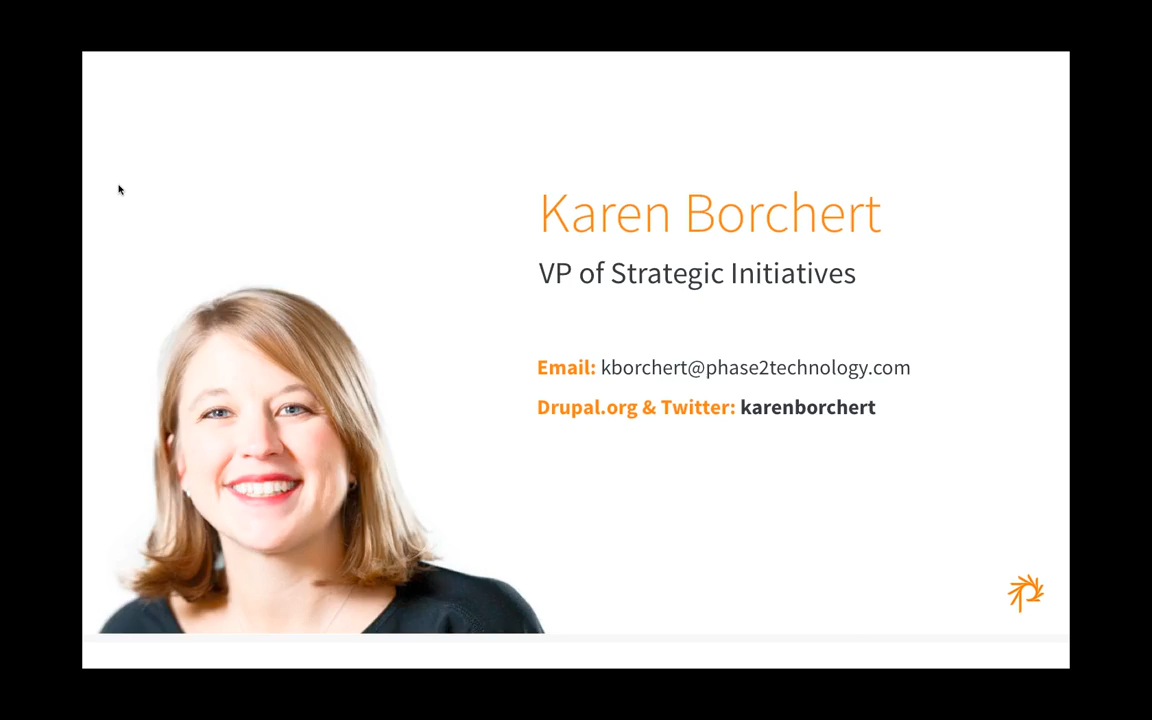 Karen Borchert
VP of Strategic Initiatives
Email: kborchert@phase2technology.com
Drupal.org & Twitter: karenborchert